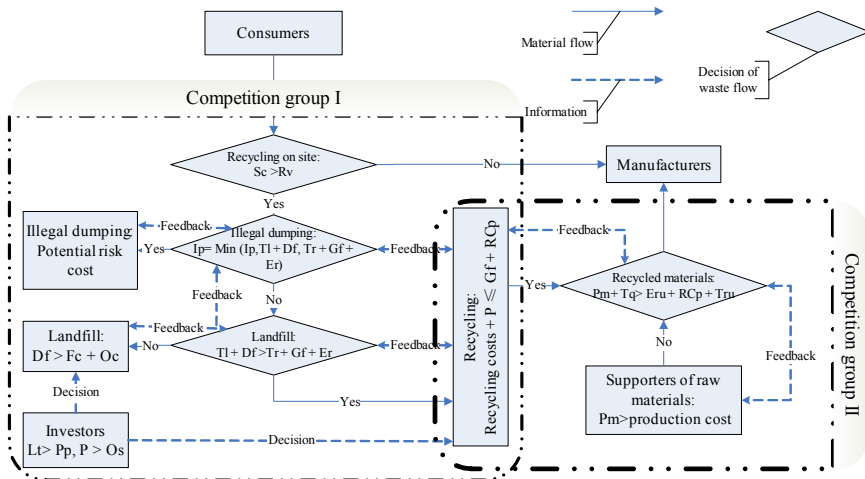 Consumers
Material flow
Information
Decision of
waste flow
Competition group I
Recycling on site:
Sc >Rv
No
Manufacturers
Yes
Illegal dumping:
Potential risk
cost
Feedback
Yes
Illegal dumping:
Ip= Min (Ip,Tl + Df, Tr + Gf +
Er)
Feedback
Feedback
No
Landfill:
Df > Fc + Oc
Feedback
No
Landfill:
Tl + Df >Tr + Gf + Er
Feedback
Yes
Decision
Investors
Lt> Pp, P > Os
Decision
Recycling:
Recycling costs + P ≤ Gf + RCp
Feedback
Yes
Recycled materials:
Pm+ Tq> Eru + RCp + Tru
No
Feedback
Supporters of raw
materials:
Pm>production cost
Competition group II